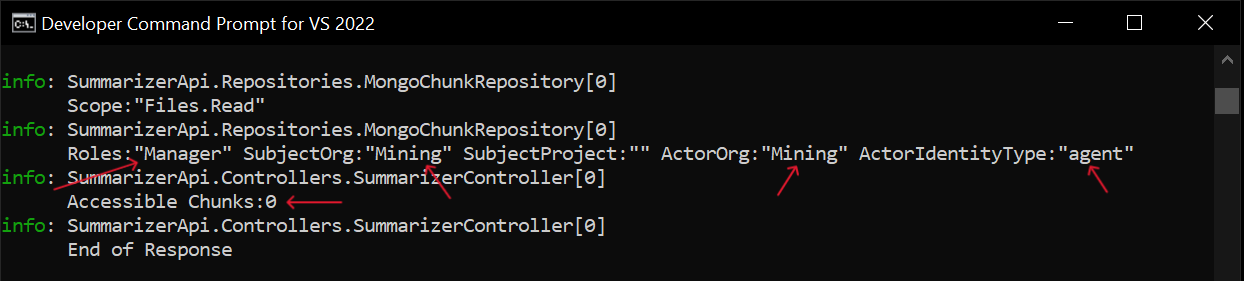 Developer Command Prompt for VS 2022
info: SummarizerApi.Repositories.MongoChunkRepository[0]
Scope:"Files.Read"
info: SummarizerApi.Repositories.MongoChunkRepository[0]
Roles:"Manager" SubjectOrg:"Mining" SubjectProject:"" ActorOrg:"Mining" ActorIdentityType:"agent"
info: SummarizerApi.Controllers.SummarizerController[0]
Accessible Chunks:0
info: SummarizerApi.Controllers.SummarizerController[0]
End of Response